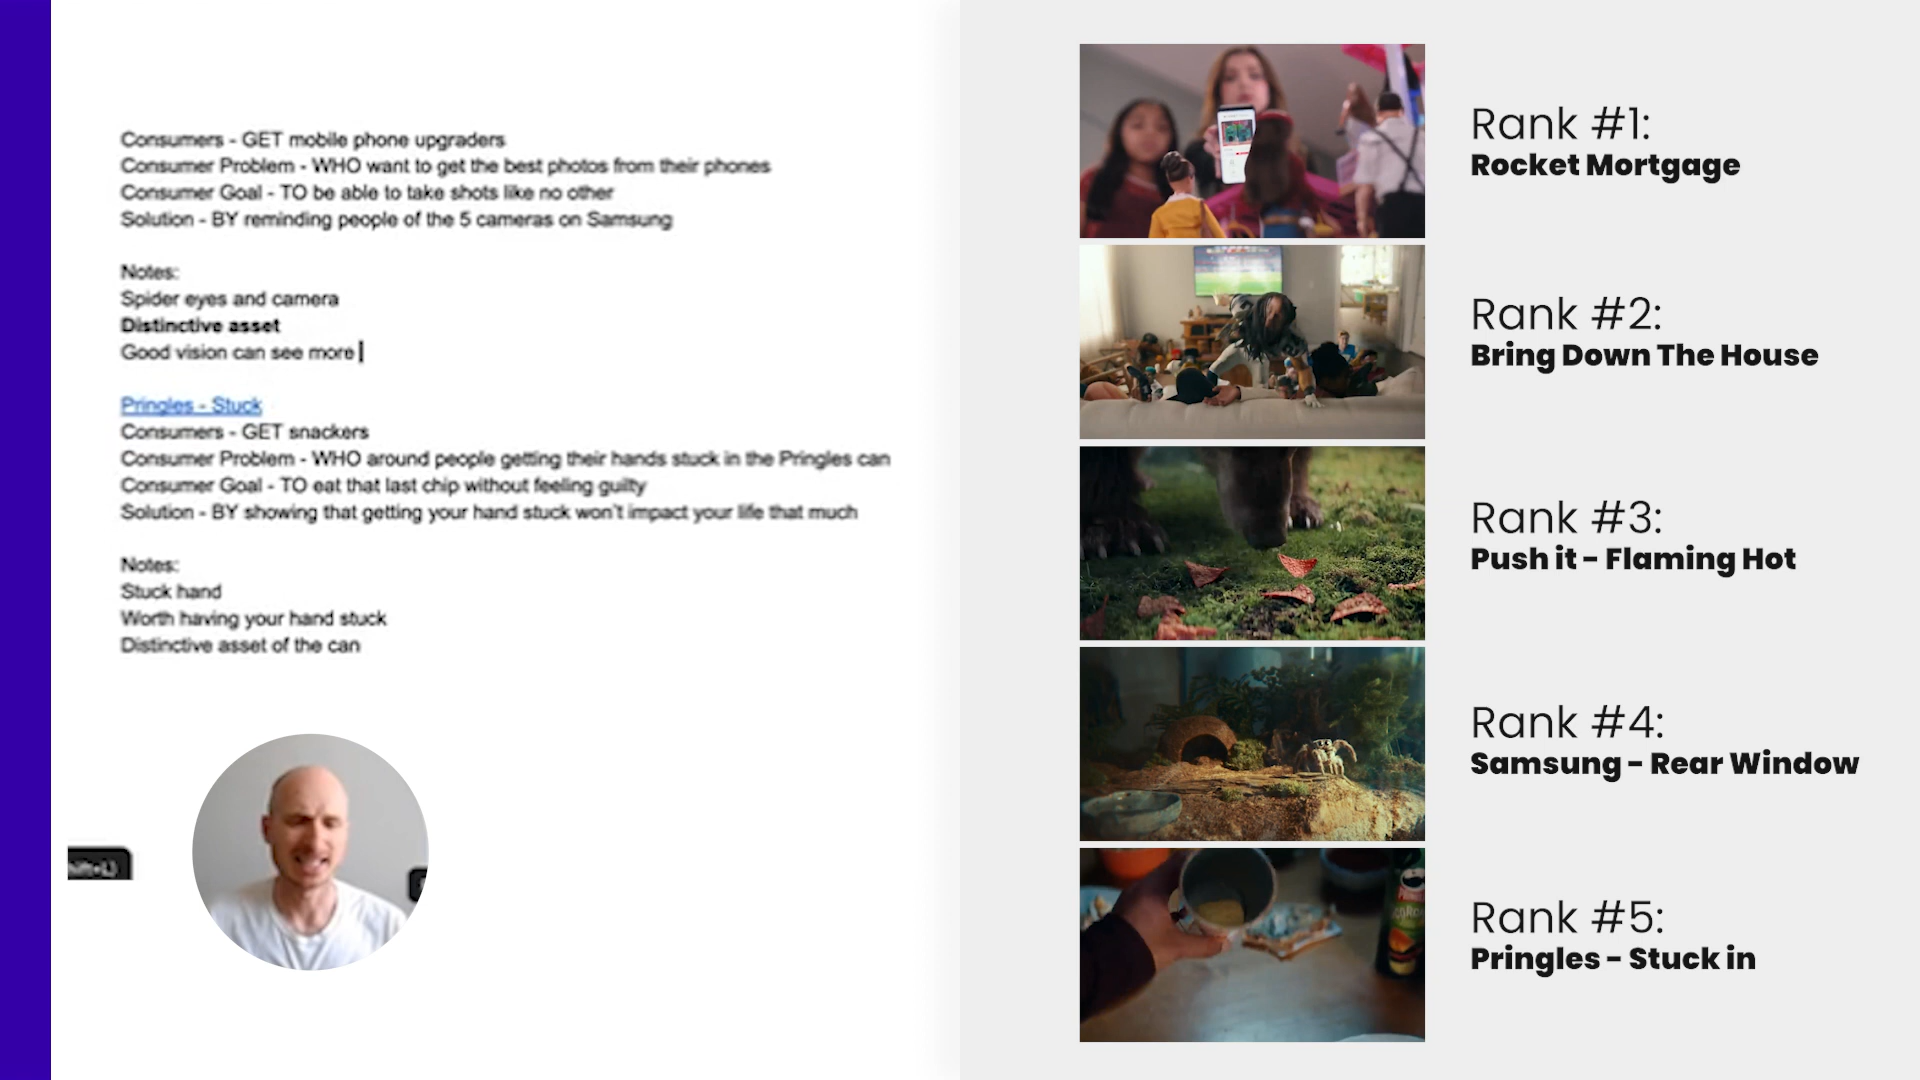 Consumers - GET mobile phone upgraders
Consumer Problem - WHO want to get the best photos from their phones
Consumer Goal - TO be able to take shots like no other
Solution - BY reminding people of the 5 cameras on Samsung
Notes:
Spider eyes and camera
Distinctive asset
Good vision can see more
Pringles - Stuck
Consumers - GET snackers
Consumer Problem - WHO around people getting their hands stuck in the Pringles can
Consumer Goal - TO eat that last chip without feeling guilty
Solution - BY showing that getting your hand stuck won't impact your life that much
Notes:
Stuck hand
Worth having your hand stuck
Distinctive asset of the can
Rank #1:
Rocket Mortgage
Rank #2:
Bring Down The House
Rank #3:
Push it - Flaming Hot
Rank #4:
Samsung - Rear Window
Rank #5:
Pringles - Stuck in